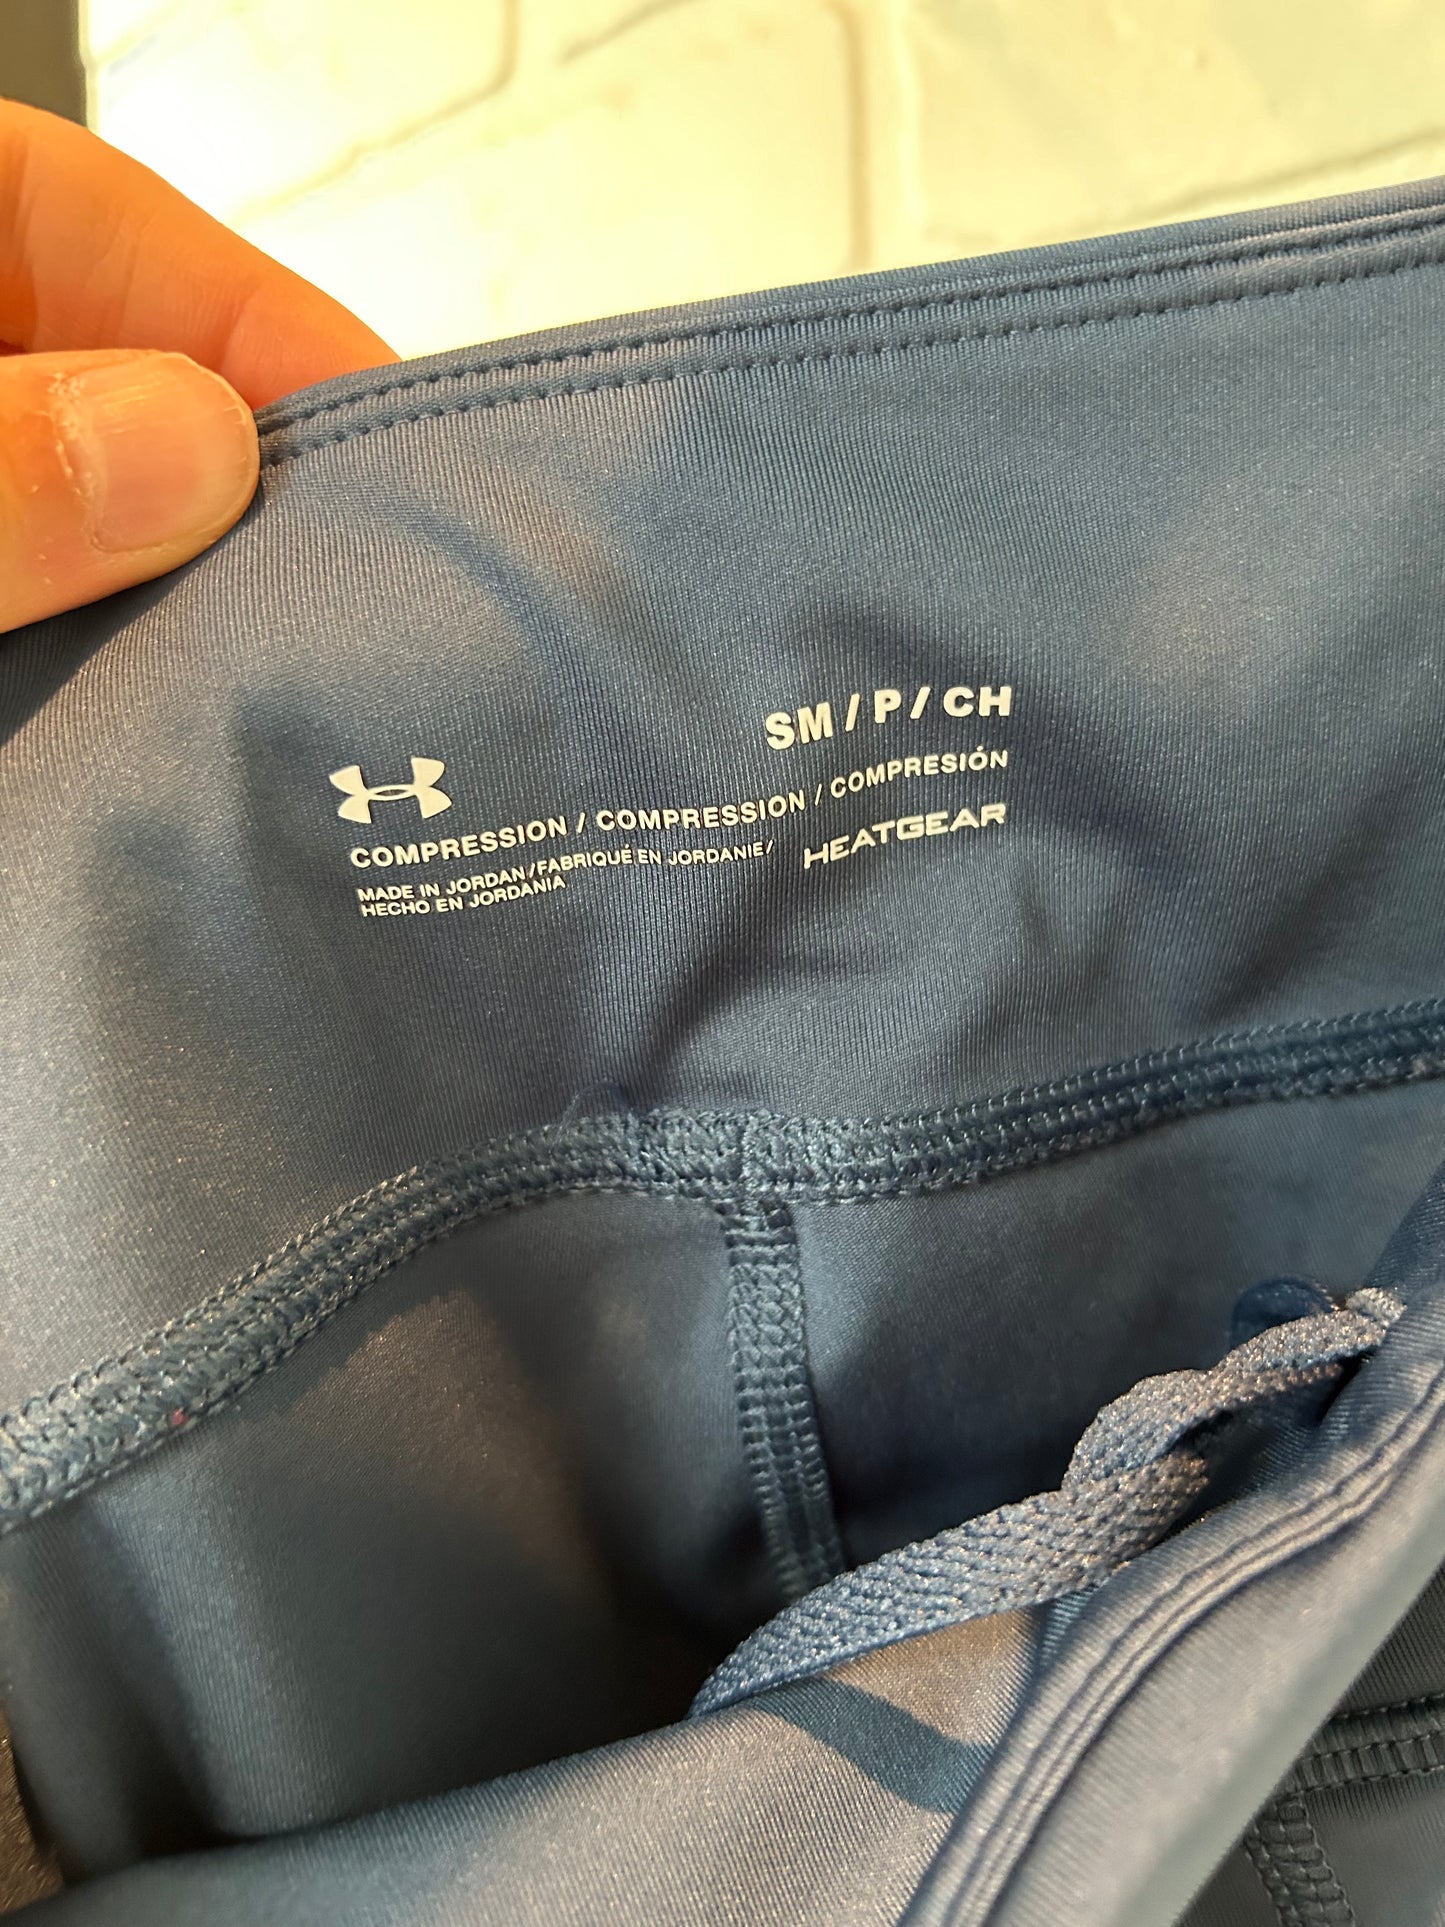 SM / P / CH
COMPRESSION / COMPRESSION / COMPRESIÓN
MADE IN JORDAN / FABRIQUÉ EN JORDANIE /
HECHO EN JORDANIA
HEATGEAR